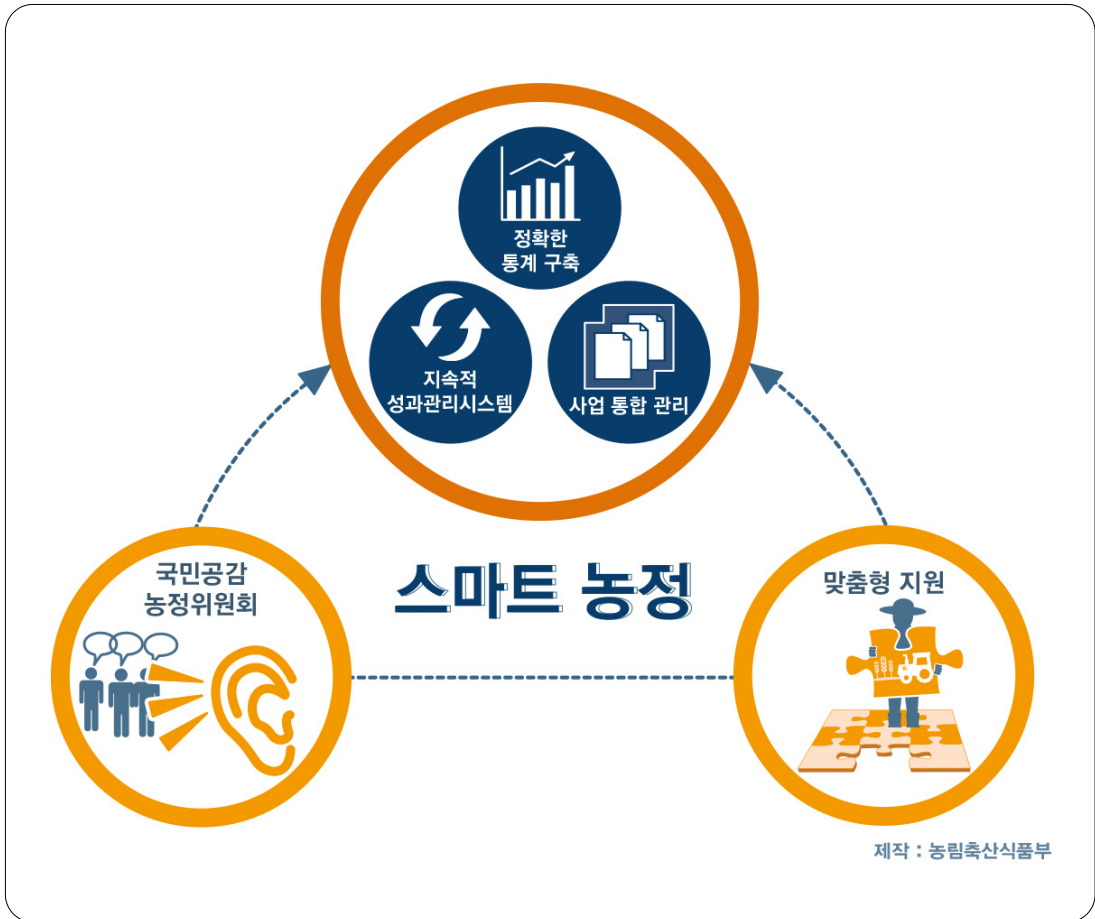 정확한
통계 구축
지속적
성과관리시스템
사업 통합 관리
국민공감
농정위원회
스마트 농정
맞춤형 지원
제작 : 농림축산식품부